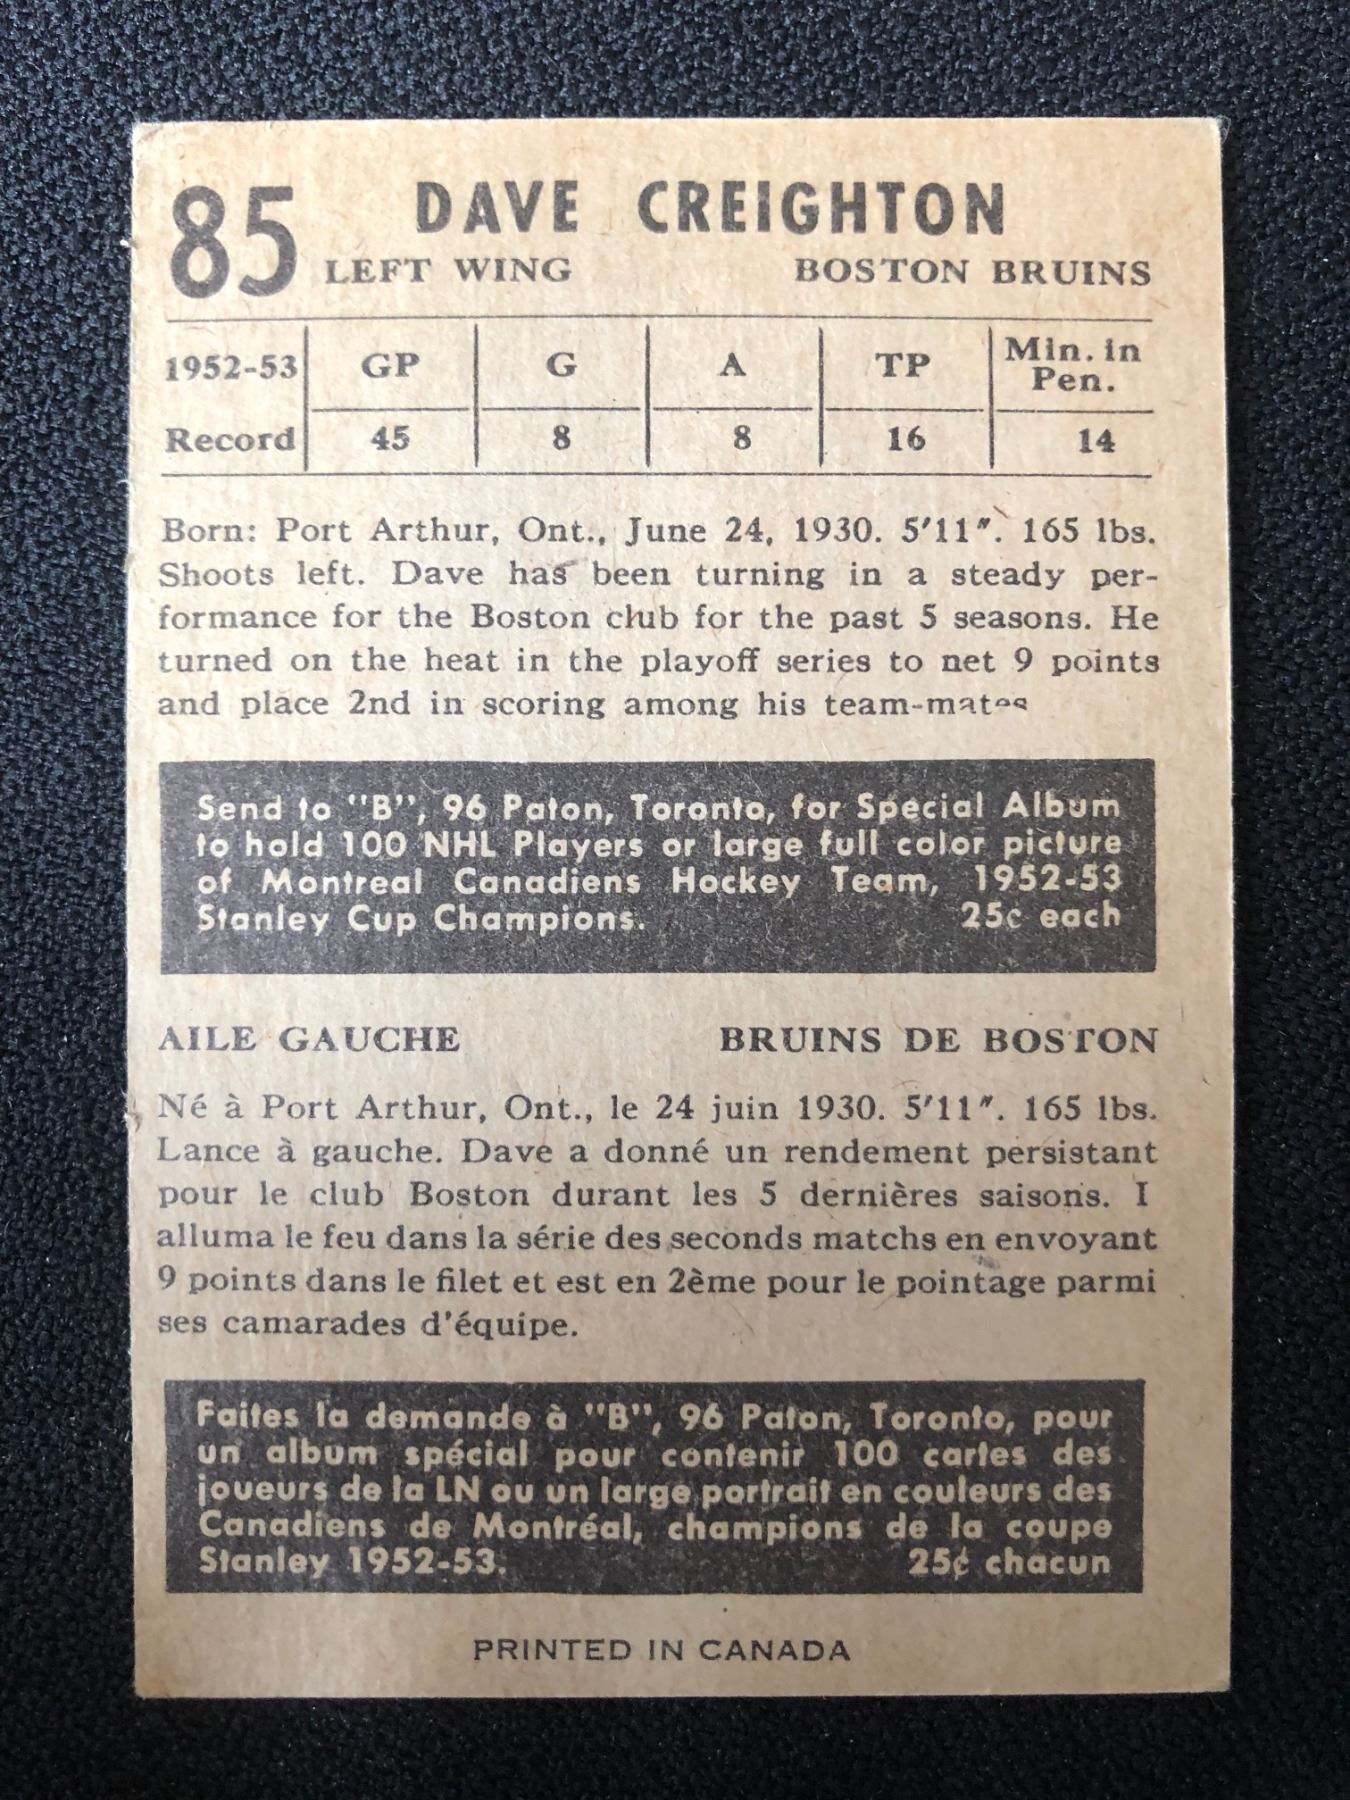 85
DAVE CREIGHTON
LEFT WING BOSTON BRUINS
1952-53 GP G A TP Min. in Pen.
Record 45 8 8 16 14
Born: Port Arthur, Ont., June 24, 1930. 5'11". 165 lbs.
Shoots left. Dave has been turning in a steady per-
formance for the Boston club for the past 5 seasons. He
turned on the heat in the playoff series to net 9 points
and place 2nd in scoring among his team-mates
Send to "B", 96 Paton, Toronto, for Special Album
to hold 100 NHL Players or large full color picture
of Montreal Canadiens Hockey Team, 1952-53
Stanley Cup Champions. 25c each
AILE GAUCHE BRUINS DE BOSTON
Né à Port Arthur, Ont., le 24 juin 1930. 5'11". 165 lbs.
Lance à gauche. Dave a donné un rendement persistant
pour le club Boston durant les 5 dernières saisons. I
alluma le feu dans la série des seconds matchs en envoyant
9 points dans le filet et est en 2ème pour le pointage parmi
ses camarades d'équipe.
Faites la demande à "B", 96 Paton, Toronto, pour
un album spécial pour contenir 100 cartes des
joueurs de la LN ou un large portrait en couleurs des
Canadiens de Montréal, champions de la coupe
Stanley 1952-53. 25¢ chacun
PRINTED IN CANADA